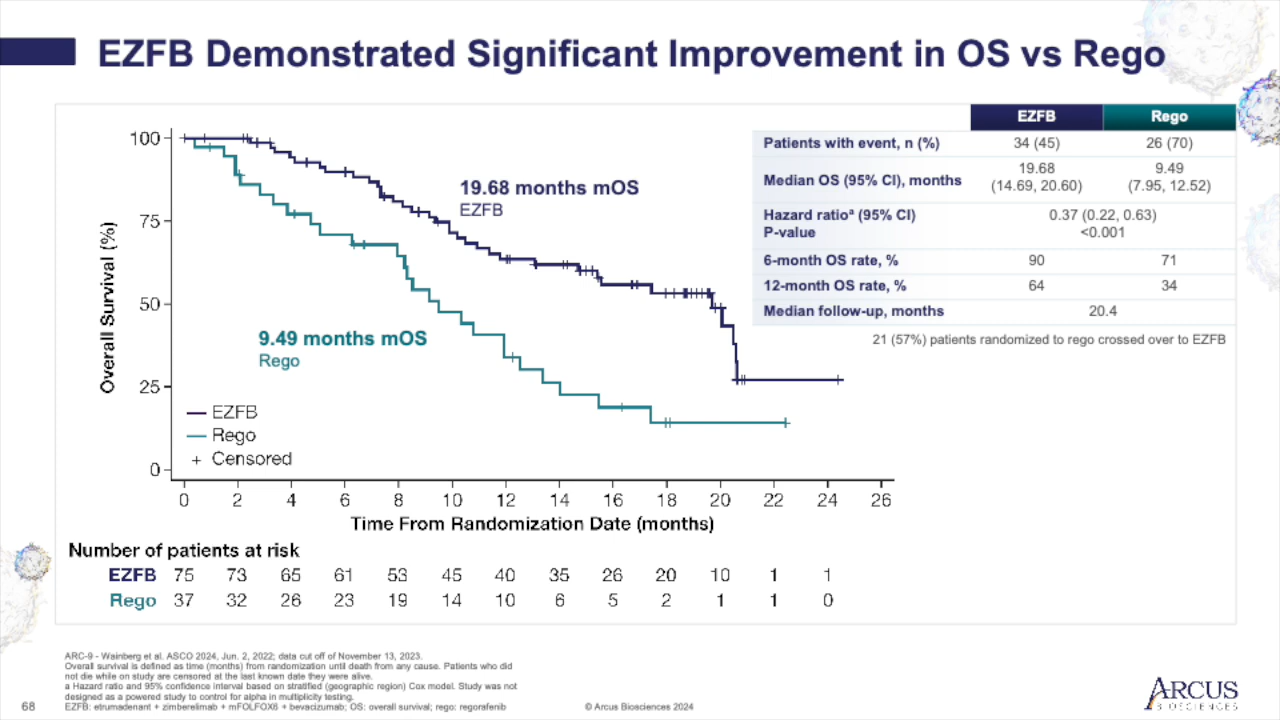 EZFB Demonstrated Significant Improvement in OS vs Rego
EZFB Rego
Patients with event, n (%) 34 (45) 26 (70)
Median OS (95% CI), months 19.68 (14.69, 20.60) 9.49 (7.95, 12.52)
Hazard ratioᵃ (95% CI) 0.37 (0.22, 0.63)
P-value <0.001
6-month OS rate, % 90 71
12-month OS rate, % 64 34
Median follow-up, months 20.4
21 (57%) patients randomized to rego crossed over to EZFB
Overall Survival (%)
100
75
50
25
0
19.68 months mOS
EZFB
9.49 months mOS
Rego
EZFB
Rego
+ Censored
0 2 4 6 8 10 12 14 16 18 20 22 24 26
Time From Randomization Date (months)
Number of patients at risk
EZFB 75 73 65 61 53 45 40 35 26 20 10 1 1
Rego 37 32 26 23 19 14 10 6 5 2 1 1 0
ARC-9 - Wainberg et al. ASCO 2024, Jun. 2, 2022; data cut off of November 13, 2023.
Overall survival is defined as time (months) from randomization until death from any cause. Patients who did
not die while on study are censored at the last known date they were alive.
a Hazard ratio and 95% confidence interval based on stratified (geographic region) Cox model. Study was not
designed as a powered study to control for alpha in multiplicity testing.
EZFB: etrumadenant + zimberelimab + mFOLFOX6 + bevacizumab; OS: overall survival; rego: regorafenib
68
© Arcus Biosciences 2024
ARCUS
BIOSCIENCES